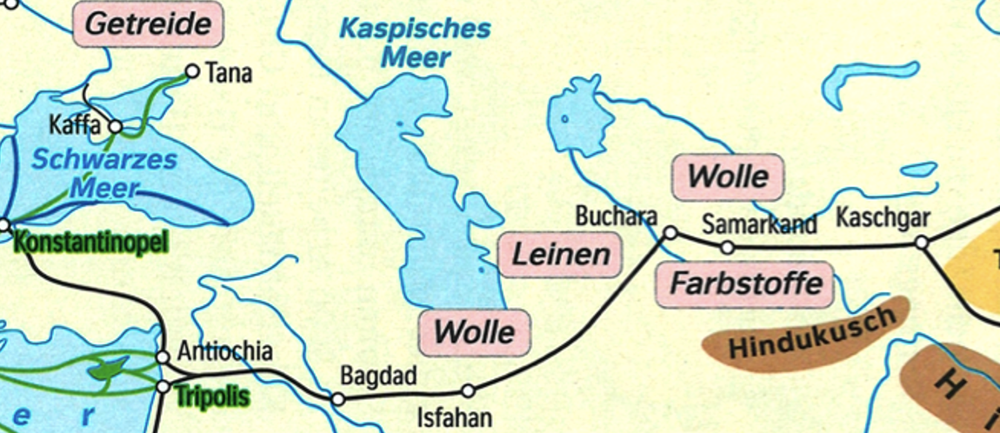 Getreide
Kaspisches
Meer
Tana
Kaffa
Schwarzes
Meer
Wolle
Buchara
Samarkand
Kaschgar
Konstantinopel
Leinen
Farbstoffe
T
Wolle
Hindukusch
Antiochia
Bagdad
H i
Tripolis
Isfahan
e r